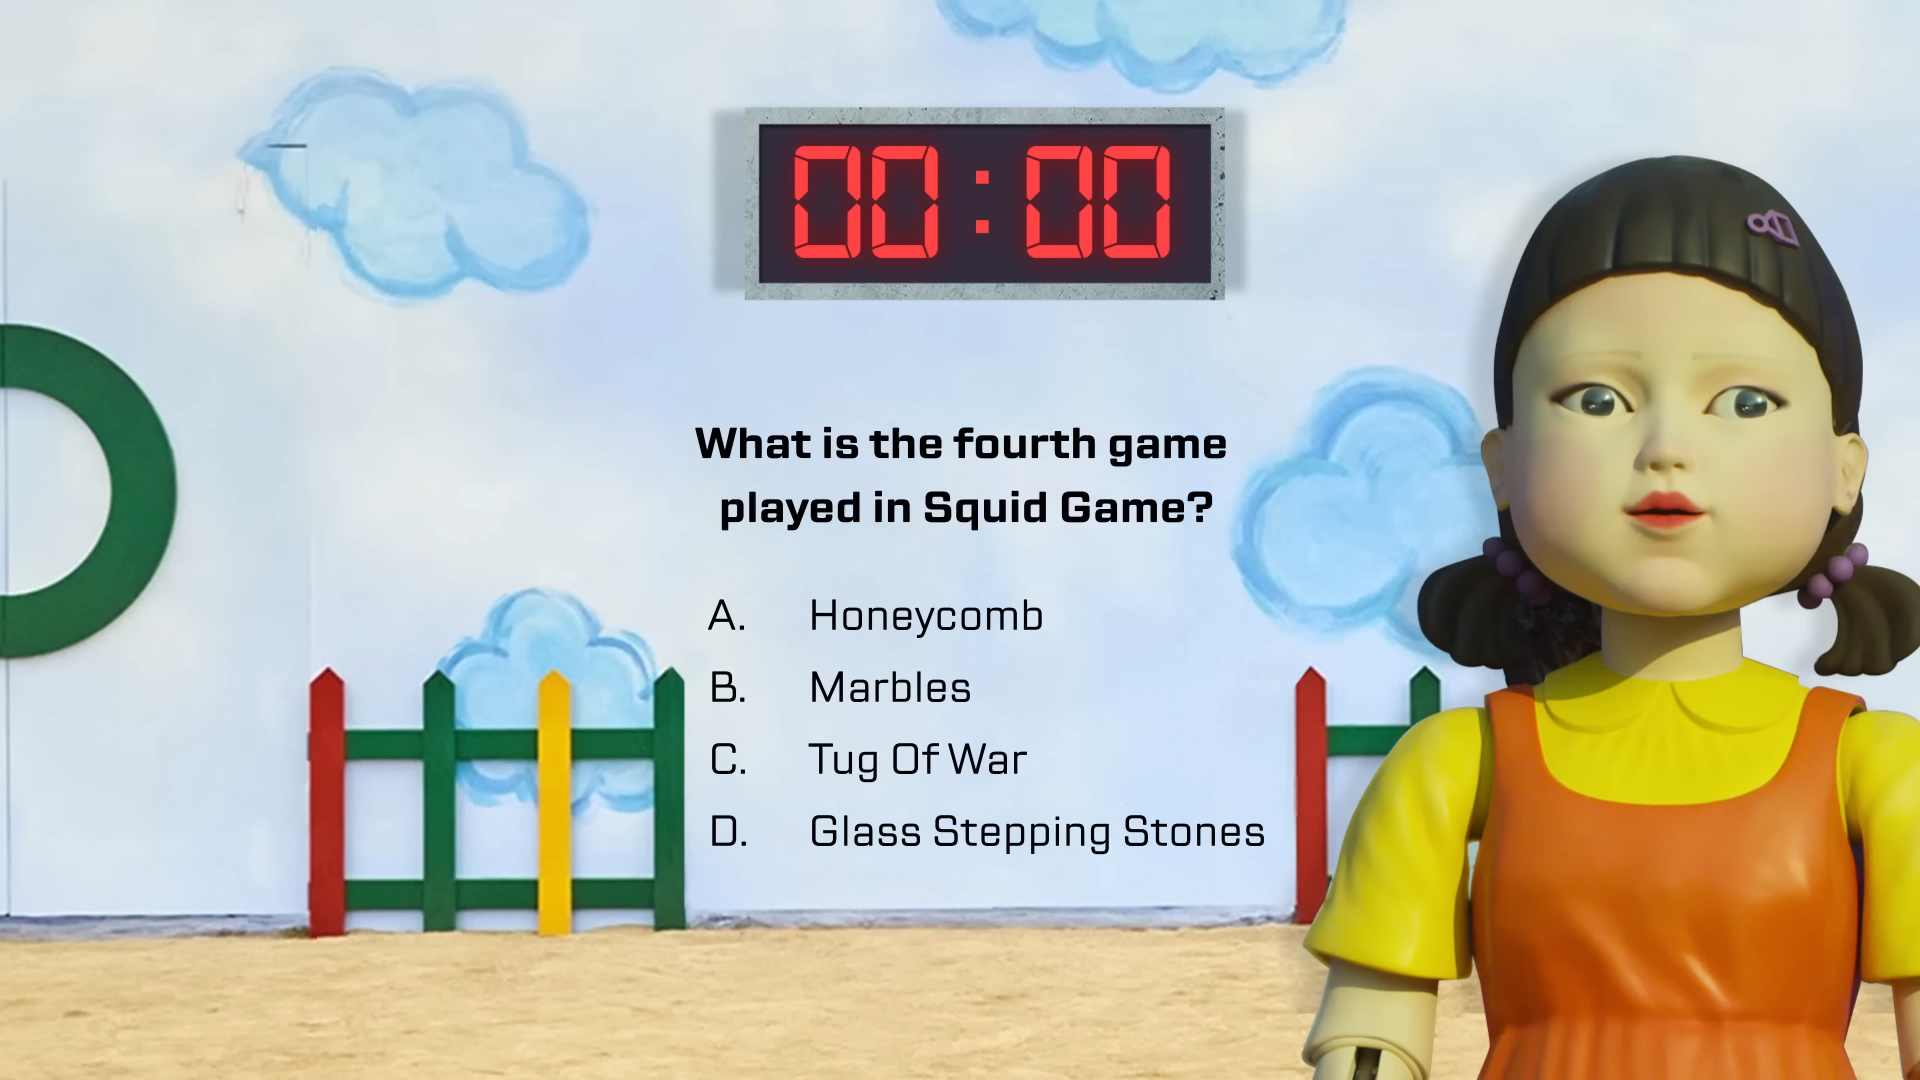 00:00
What is the fourth game
played in Squid Game?
A. Honeycomb
B. Marbles
C. Tug Of War
D. Glass Stepping Stones